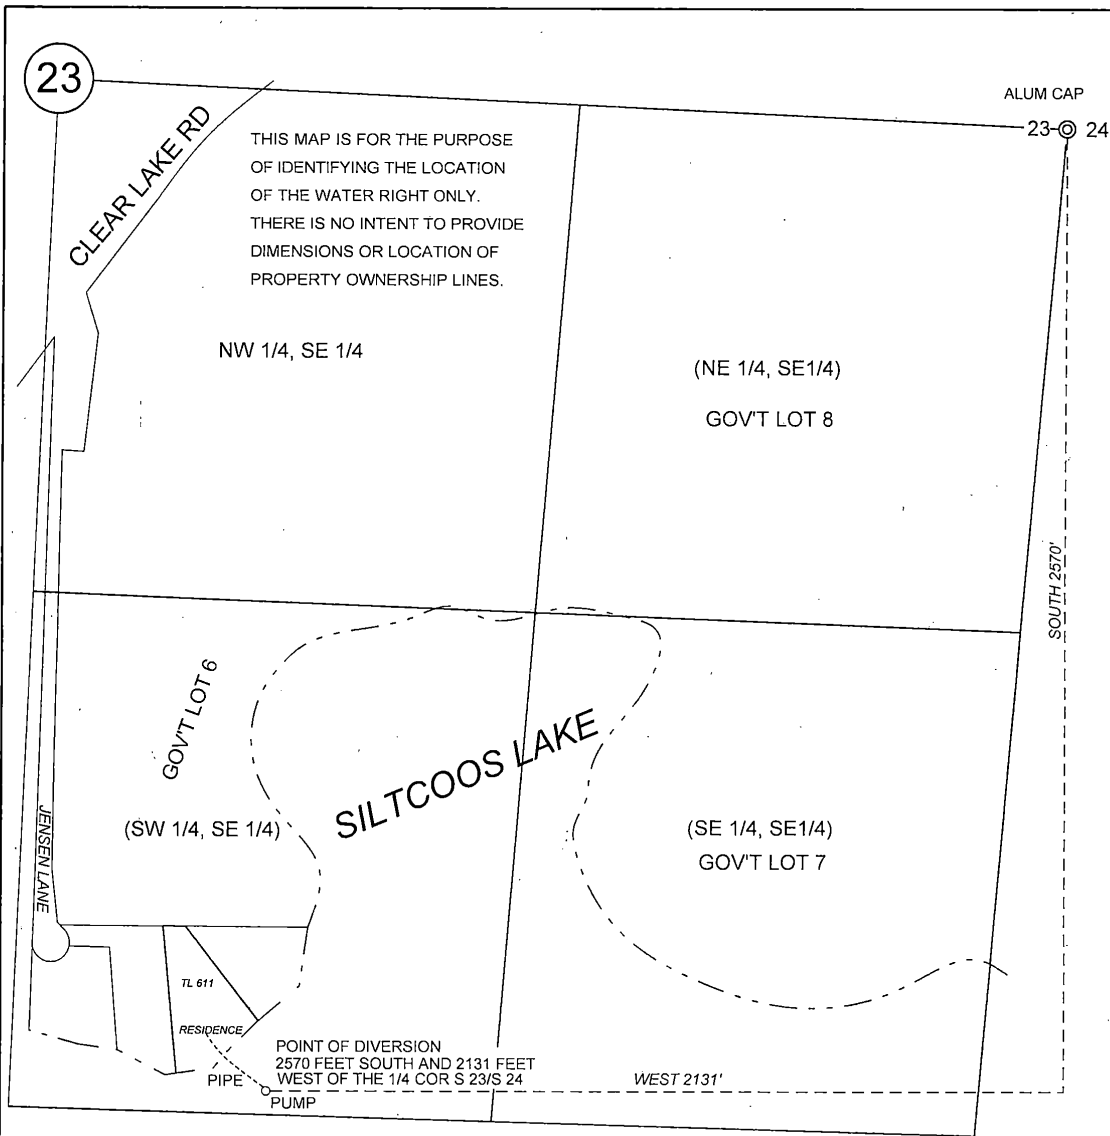 23
ALUM CAP
23
24
CLEAR LAKE RD
THIS MAP IS FOR THE PURPOSE
OF IDENTIFYING THE LOCATION
OF THE WATER RIGHT ONLY.
THERE IS NO INTENT TO PROVIDE
DIMENSIONS OR LOCATION OF
PROPERTY OWNERSHIP LINES.
NW 1/4, SE 1/4
(NE 1/4, SE1/4)
GOV'T LOT 8
SOUTH 2570'
GOV'T LOT 6
SILTCOOS LAKE
(SW 1/4, SE 1/4)
(SE 1/4, SE1/4)
GOV'T LOT 7
JENSEN LANE
TL 611
RESIDENCE
POINT OF DIVERSION
2570 FEET SOUTH AND 2131 FEET
WEST OF THE 1/4 COR S 23/S 24
WEST 2131'
PIPE
PUMP